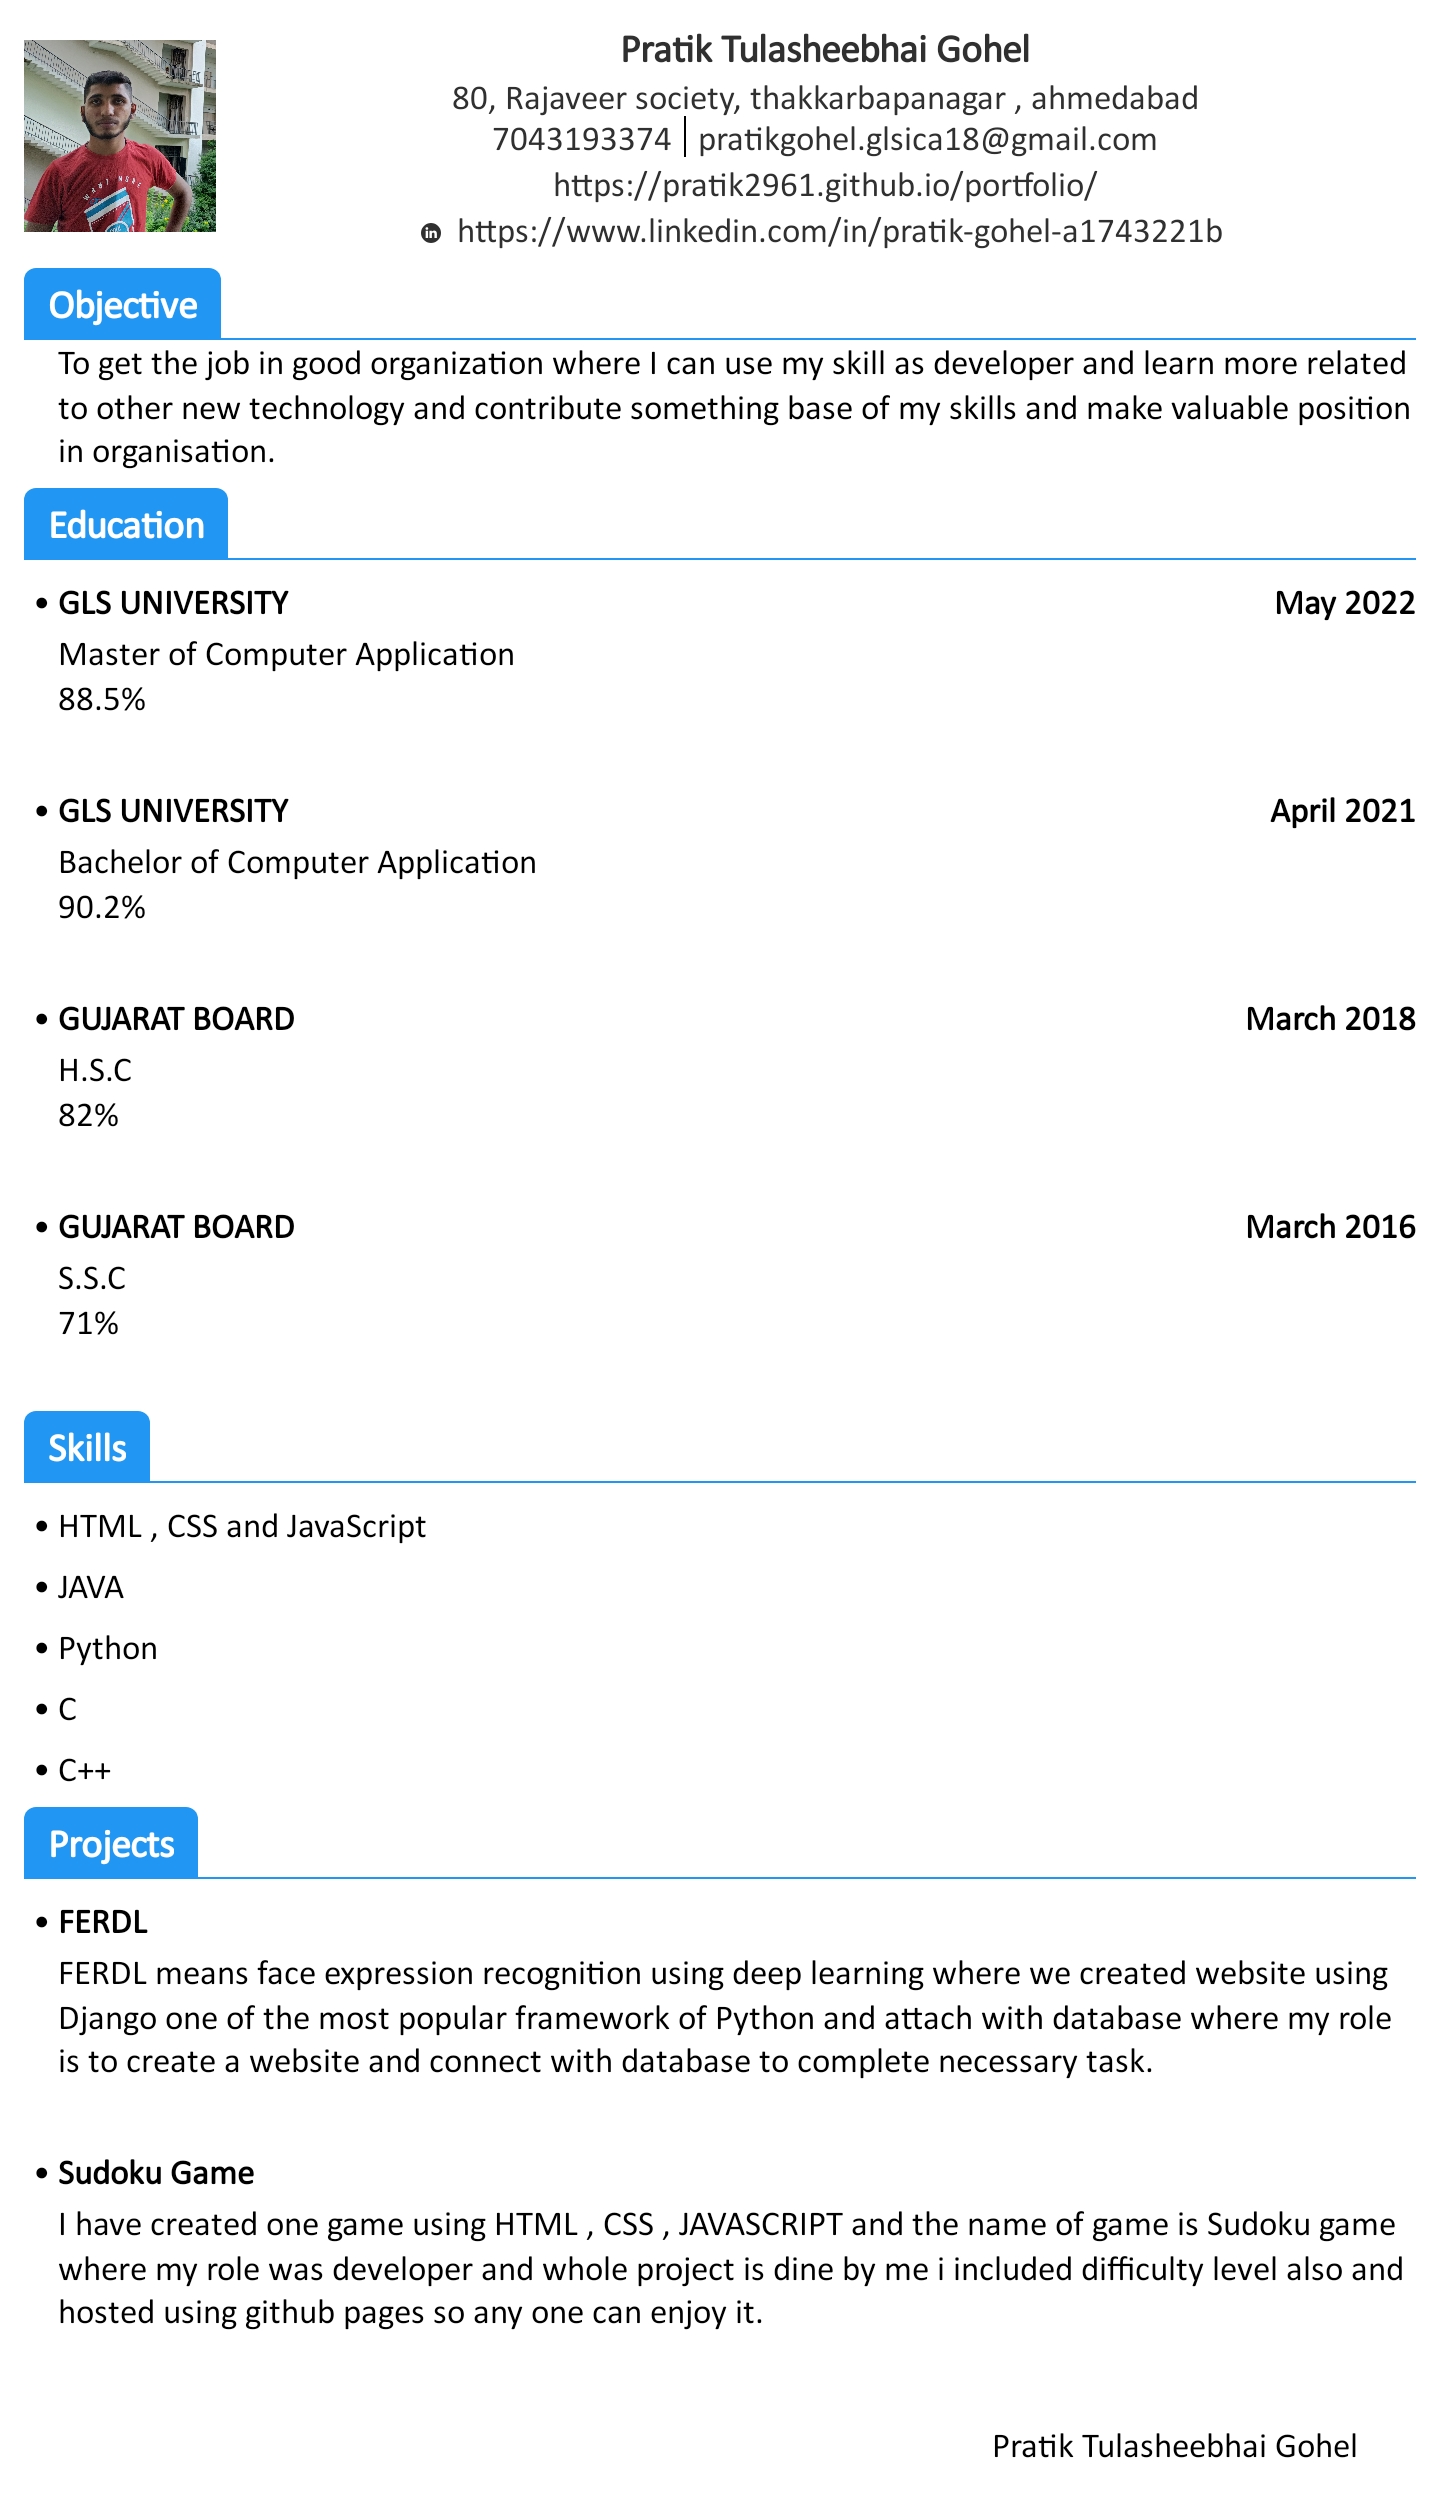 Pratik Tulasheebhai Gohel
80, Rajaveer society, thakkarbapanagar , ahmedabad
7043193374 | pratikgohel.glsica18@gmail.com
https://pratik2961.github.io/portfolio/
in https://www.linkedin.com/in/pratik-gohel-a1743221b
Objective
To get the job in good organization where I can use my skill as developer and learn more related
to other new technology and contribute something base of my skills and make valuable position
in organisation.
Education
• GLS UNIVERSITY May 2022
Master of Computer Application
88.5%
• GLS UNIVERSITY April 2021
Bachelor of Computer Application
90.2%
• GUJARAT BOARD March 2018
H.S.C
82%
• GUJARAT BOARD March 2016
S.S.C
71%
Skills
• HTML , CSS and JavaScript
• JAVA
• Python
• C
• C++
Projects
• FERDL
FERDL means face expression recognition using deep learning where we created website using
Django one of the most popular framework of Python and attach with database where my role
is to create a website and connect with database to complete necessary task.
• Sudoku Game
I have created one game using HTML , CSS , JAVASCRIPT and the name of game is Sudoku game
where my role was developer and whole project is dine by me i included difficulty level also and
hosted using github pages so any one can enjoy it.
Pratik Tulasheebhai Gohel